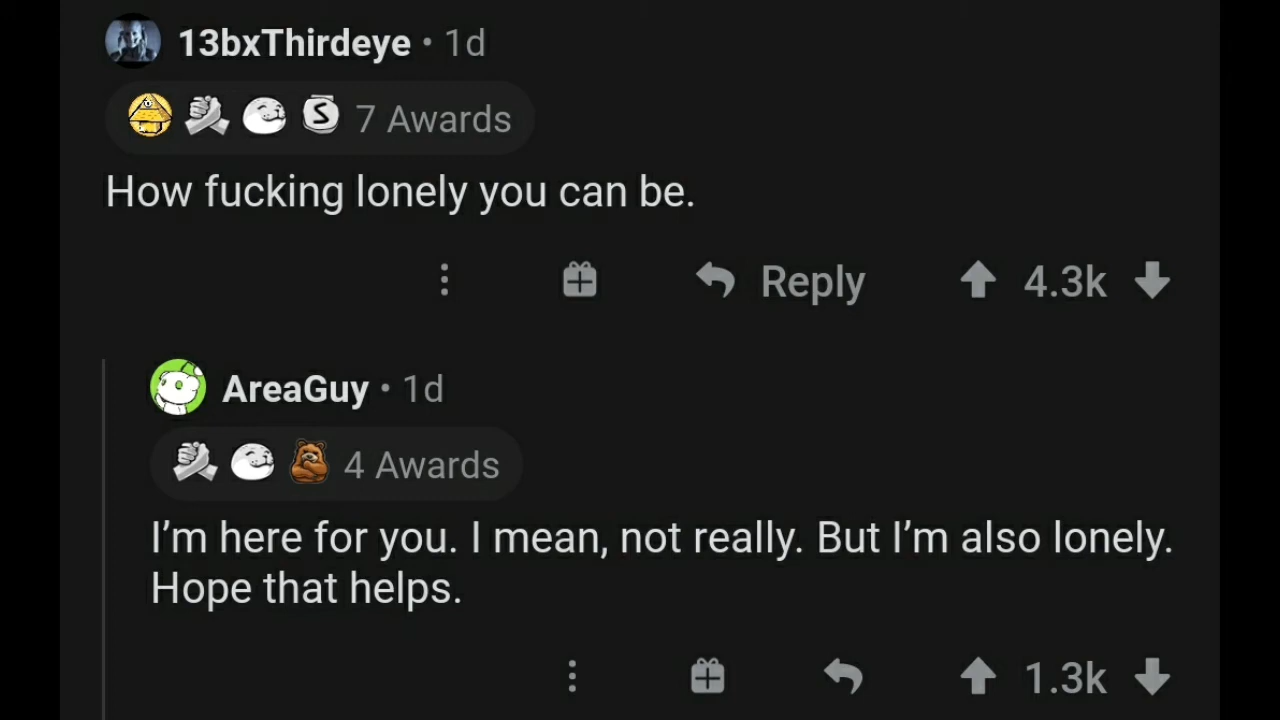 13bxThirdeye • 1d
S 7 Awards
How fucking lonely you can be.
Reply 4.3k
AreaGuy • 1d
4 Awards
I’m here for you. I mean, not really. But I’m also lonely.
Hope that helps.
1.3k